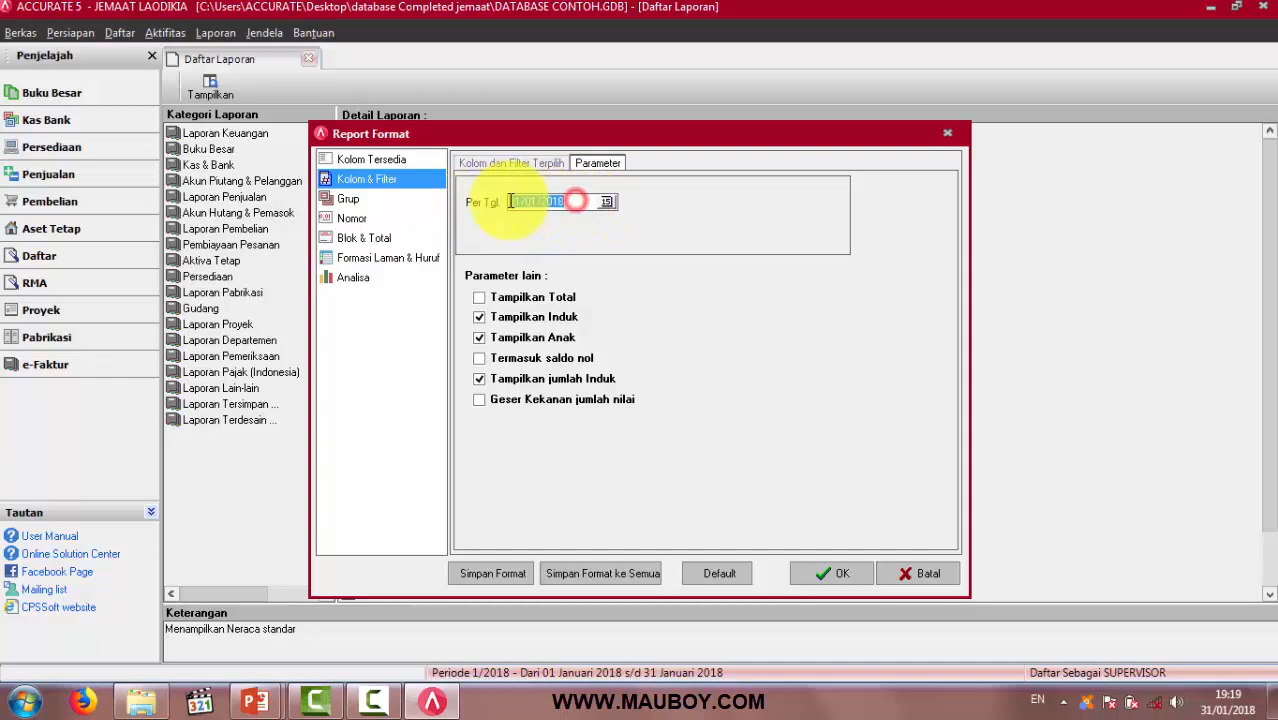 ACCURATE 5 - JEMAAT LAODIKIA [C:\Users\ACCURATE\Desktop\database Completed jemaat\DATABASE CONTOH.GDB] - [Daftar Laporan]
Berkas Persiapan Daftar Aktifitas Laporan Jendela Bantuan
Penjelajah
Daftar Laporan
Tampilkan
Buku Besar
Kas Bank
Persediaan
Penjualan
Pembelian
Aset Tetap
Daftar
RMA
Proyek
Pabrikasi
e-Faktur
Tautan
User Manual
Online Solution Center
Facebook Page
Mailing list
CPSSoft website
Kategori Laporan
Laporan Keuangan
Buku Besar
Kas & Bank
Akun Piutang & Pelanggan
Laporan Penjualan
Akun Hutang & Pemasok
Laporan Pembelian
Pembiayaan Pesanan
Aktiva Tetap
Persediaan
Laporan Pabrikasi
Gudang
Laporan Proyek
Laporan Departemen
Laporan Pemeriksaan
Laporan Pajak (Indonesia)
Laporan Lain-lain
Laporan Tersimpan ...
Laporan Terdesain ...
Detail Laporan :
Report Format
Kolom Tersedia
Kolom & Filter
Grup
Nomor
Blok & Total
Formasi Laman & Huruf
Analisa
Kolom dan Filter Terpilih
Parameter
Per Tgl. 1/01/2018 15
Parameter lain :
Tampilkan Total
Tampilkan Induk
Tampilkan Anak
Termasuk saldo nol
Tampilkan jumlah Induk
Geser Kekanan jumlah nilai
Simpan Format
Simpan Format ke Semua
Default
OK
Batal
Keterangan
Menampilkan Neraca standar
Periode 1/2018 - Dari 01 Januari 2018 s/d 31 Januari 2018
Daftar Sebagai SUPERVISOR
321
WWW.MAUBOY.COM
EN
19:19
31/01/2018